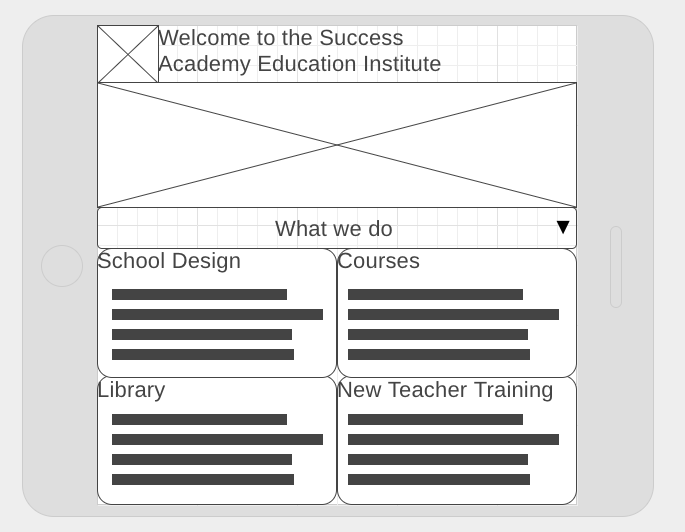 Welcome to the Success
Academy Education Institute
What we do
School Design
Courses
Library
New Teacher Training